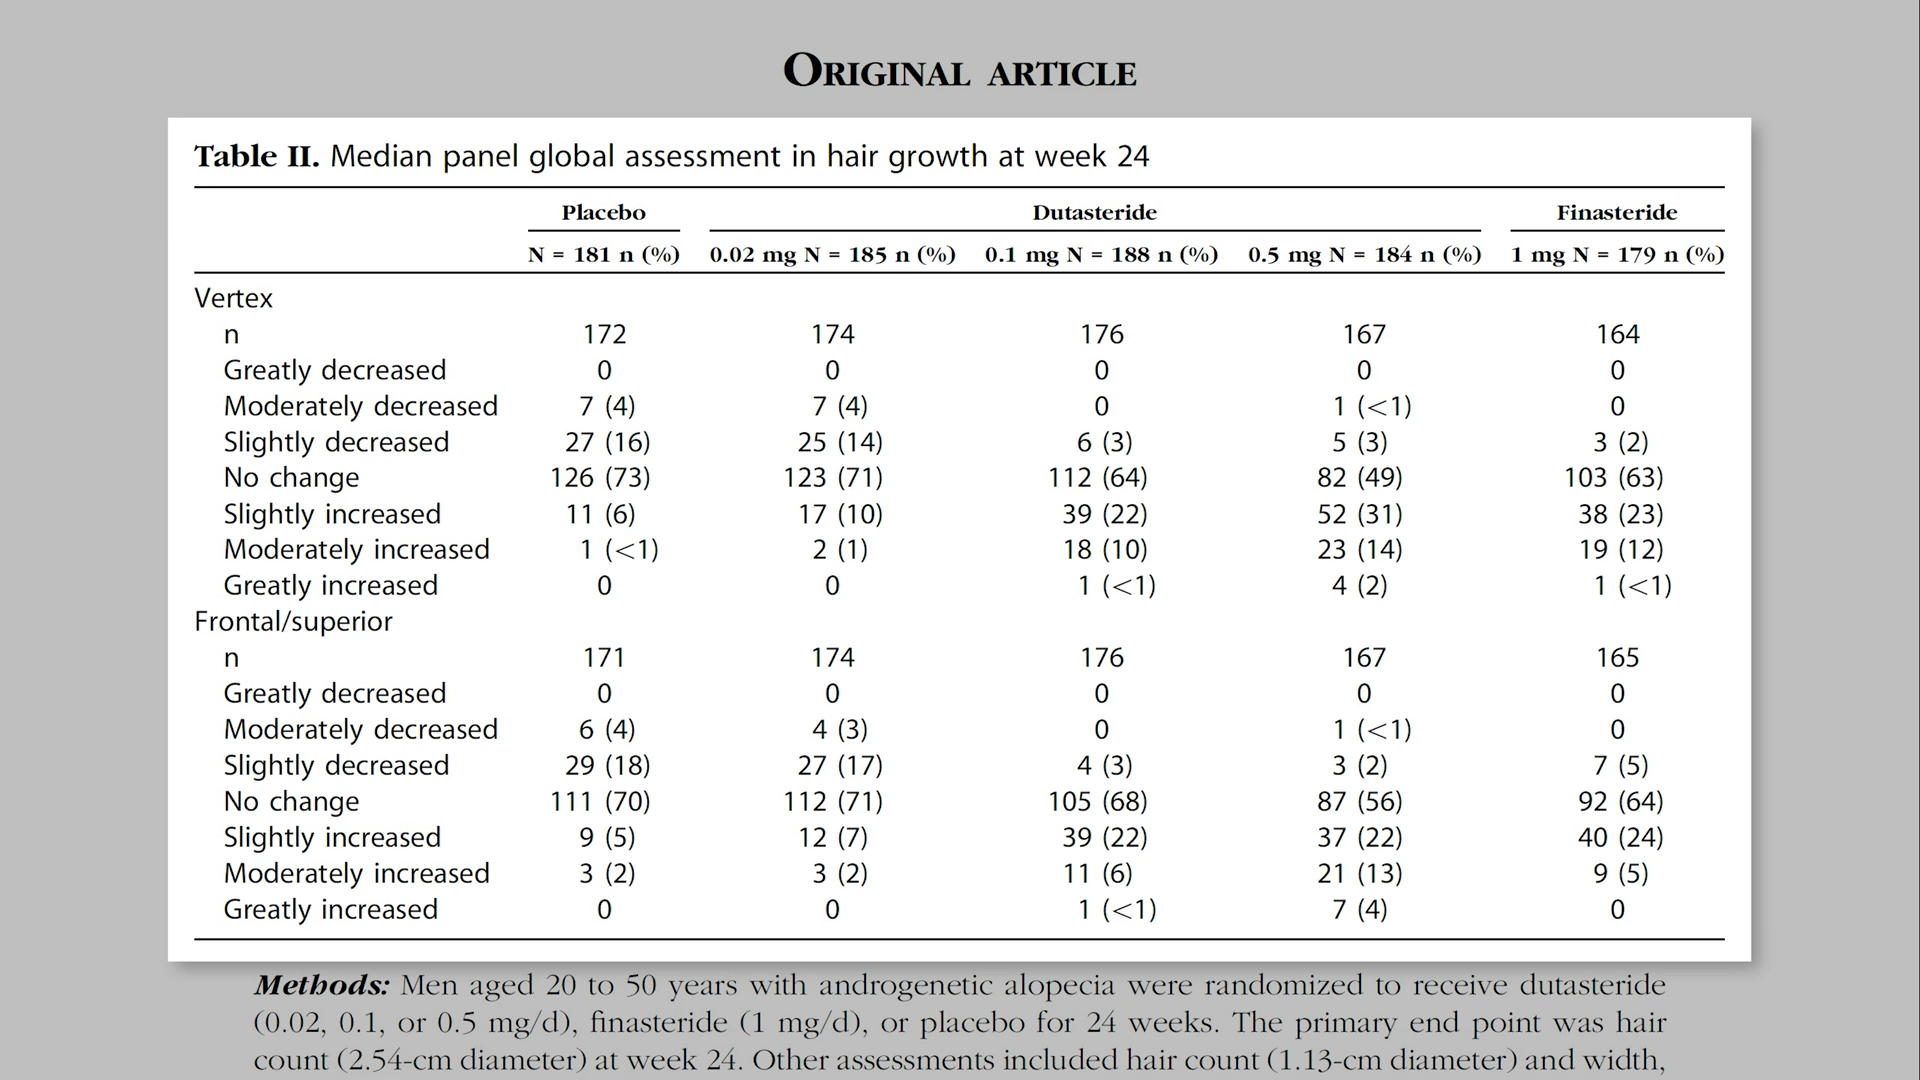 ORIGINAL ARTICLE
Table II. Median panel global assessment in hair growth at week 24
Placebo Dutasteride Finasteride
N = 181 n (%) 0.02 mg N = 185 n (%) 0.1 mg N = 188 n (%) 0.5 mg N = 184 n (%) 1 mg N = 179 n (%)
Vertex
n 172 174 176 167 164
Greatly decreased 0 0 0 0 0
Moderately decreased 7 (4) 7 (4) 0 1 (<1) 0
Slightly decreased 27 (16) 25 (14) 6 (3) 5 (3) 3 (2)
No change 126 (73) 123 (71) 112 (64) 82 (49) 103 (63)
Slightly increased 11 (6) 17 (10) 39 (22) 52 (31) 38 (23)
Moderately increased 1 (<1) 2 (1) 18 (10) 23 (14) 19 (12)
Greatly increased 0 0 1 (<1) 4 (2) 1 (<1)
Frontal/superior
n 171 174 176 167 165
Greatly decreased 0 0 0 0 0
Moderately decreased 6 (4) 4 (3) 0 1 (<1) 0
Slightly decreased 29 (18) 27 (17) 4 (3) 3 (2) 7 (5)
No change 111 (70) 112 (71) 105 (68) 87 (56) 92 (64)
Slightly increased 9 (5) 12 (7) 39 (22) 37 (22) 40 (24)
Moderately increased 3 (2) 3 (2) 11 (6) 21 (13) 9 (5)
Greatly increased 0 0 1 (<1) 7 (4) 0
Methods: Men aged 20 to 50 years with androgenetic alopecia were randomized to receive dutasteride
(0.02, 0.1, or 0.5 mg/d), finasteride (1 mg/d), or placebo for 24 weeks. The primary end point was hair
count (2.54-cm diameter) at week 24. Other assessments included hair count (1.13-cm diameter) and width,